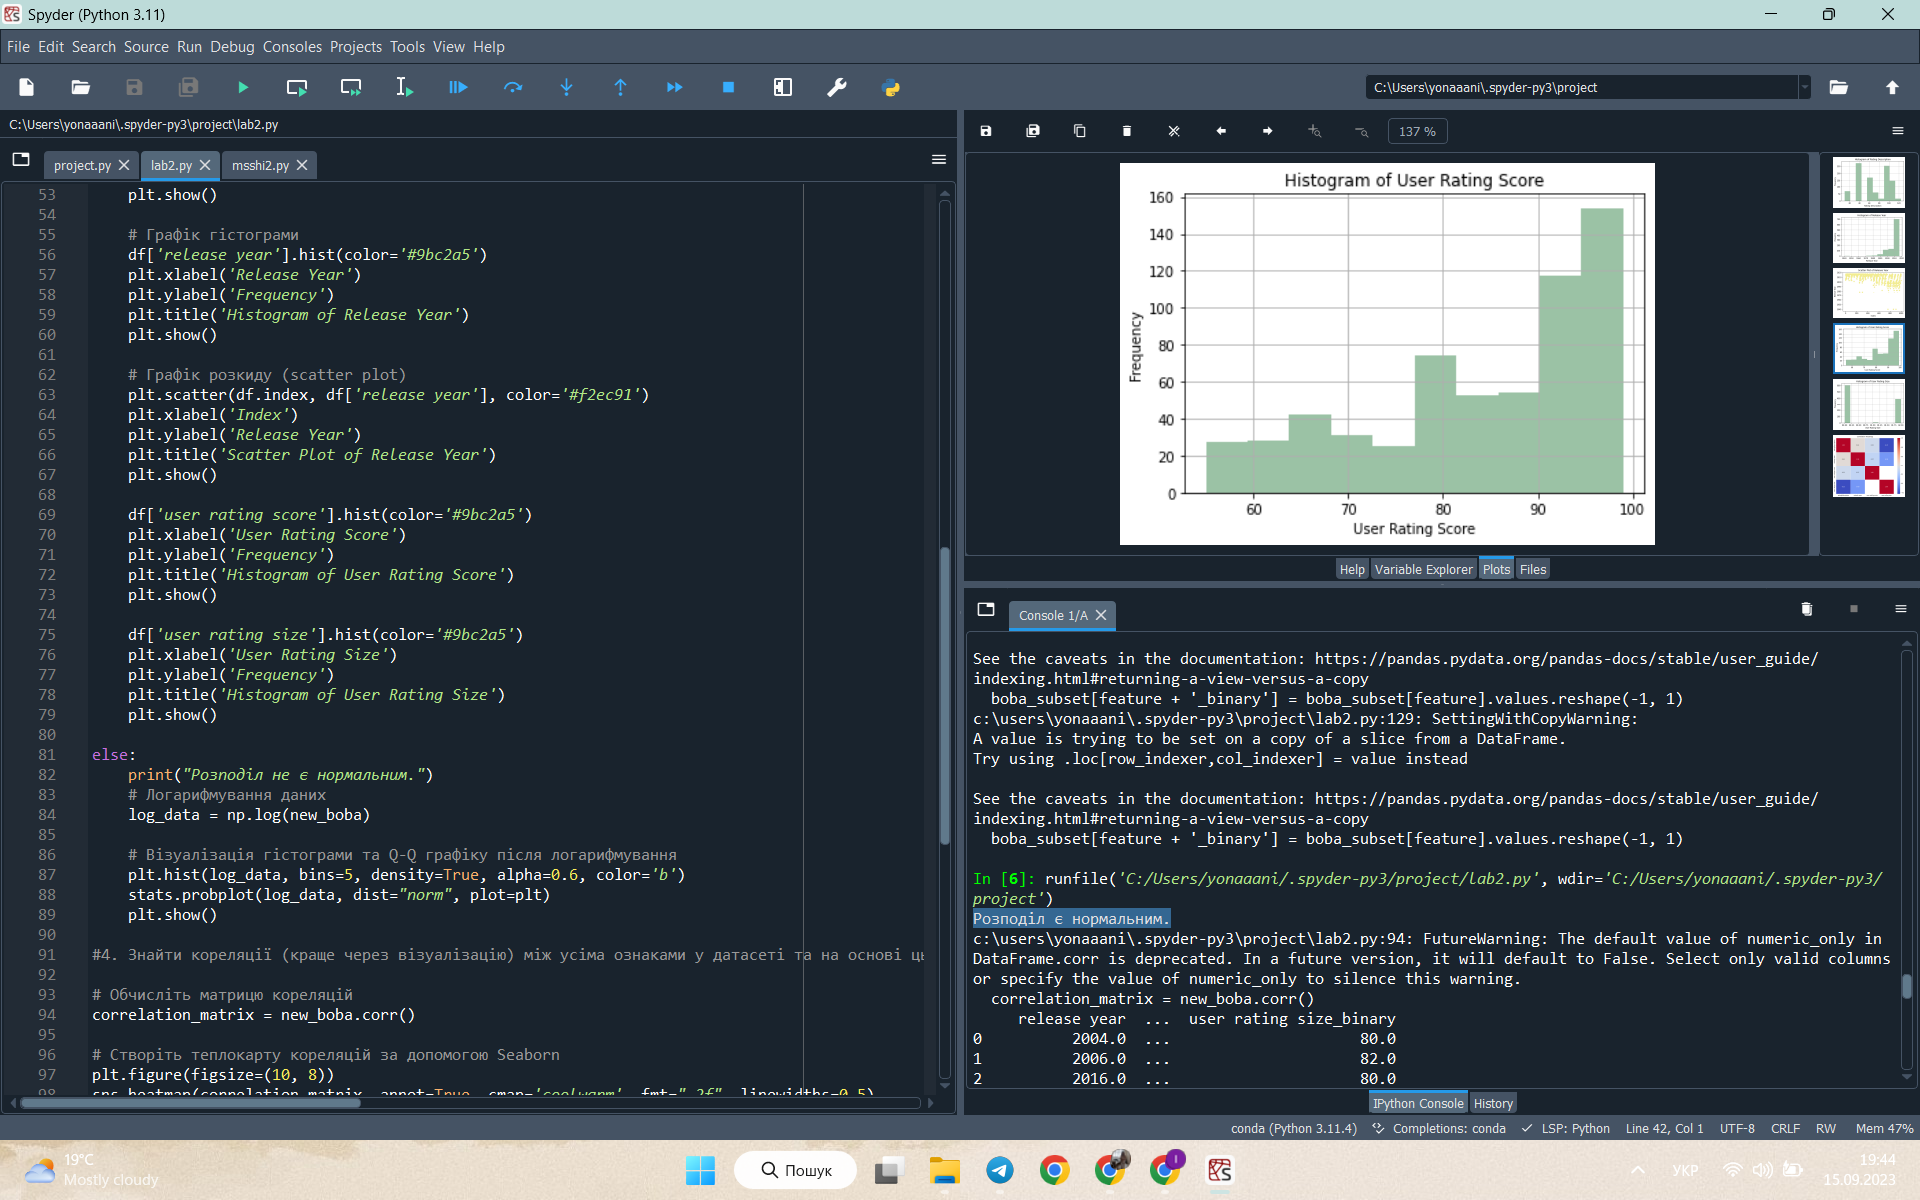 Spyder (Python 3.11)
File Edit Search Source Run Debug Consoles Projects Tools View Help
C:\Users\yonaaani\.spyder-py3\project
C:\Users\yonaaani\.spyder-py3\project\lab2.py
project.py
lab2.py
msshi2.py
53 plt.show()
54
55 # Графік гістограми
56 df['release year'].hist(color='#9bc2a5')
57 plt.xlabel('Release Year')
58 plt.ylabel('Frequency')
59 plt.title('Histogram of Release Year')
60 plt.show()
61
62 # Графік розкиду (scatter plot)
63 plt.scatter(df.index, df['release year'], color='#f2ec91')
64 plt.xlabel('Index')
65 plt.ylabel('Release Year')
66 plt.title('Scatter Plot of Release Year')
67 plt.show()
68
69 df['user rating score'].hist(color='#9bc2a5')
70 plt.xlabel('User Rating Score')
71 plt.ylabel('Frequency')
72 plt.title('Histogram of User Rating Score')
73 plt.show()
74
75 df['user rating size'].hist(color='#9bc2a5')
76 plt.xlabel('User Rating Size')
77 plt.ylabel('Frequency')
78 plt.title('Histogram of User Rating Size')
79 plt.show()
80
81 else:
82 print("Розподіл не є нормальним.")
83 # Логарифмування даних
84 log_data = np.log(new_boba)
85
86 # Візуалізація гістограми та Q-Q графіку після логарифмування
87 plt.hist(log_data, bins=5, density=True, alpha=0.6, color='b')
88 stats.probplot(log_data, dist="norm", plot=plt)
89 plt.show()
90
91 #4. Знайти кореляції (краще через візуалізацію) між усіма ознаками у датасеті та на основі ць
92
93 # Обчисліть матрицю кореляцій
94 correlation_matrix = new_boba.corr()
95
96 # Створіть теплокарту кореляцій за допомогою Seaborn
97 plt.figure(figsize=(10, 8))
98 sns.heatmap(correlation_matrix, annot=True, cmap='coolwarm', fmt=".2f", linewidths=0.5)
137 %
Histogram of User Rating Score
160
140
120
100
80
60
40
20
0
Frequency
60 70 80 90 100
User Rating Score
Help Variable Explorer Plots Files
Console 1/A
See the caveats in the documentation: https://pandas.pydata.org/pandas-docs/stable/user_guide/
indexing.html#returning-a-view-versus-a-copy
boba_subset[feature + '_binary'] = boba_subset[feature].values.reshape(-1, 1)
c:\users\yonaaani\.spyder-py3\project\lab2.py:129: SettingWithCopyWarning:
A value is trying to be set on a copy of a slice from a DataFrame.
Try using .loc[row_indexer,col_indexer] = value instead
See the caveats in the documentation: https://pandas.pydata.org/pandas-docs/stable/user_guide/
indexing.html#returning-a-view-versus-a-copy
boba_subset[feature + '_binary'] = boba_subset[feature].values.reshape(-1, 1)
In [6]: runfile('C:/Users/yonaaani/.spyder-py3/project/lab2.py', wdir='C:/Users/yonaaani/.spyder-py3/
project')
Розподіл є нормальним.
c:\users\yonaaani\.spyder-py3\project\lab2.py:94: FutureWarning: The default value of numeric_only in
DataFrame.corr is deprecated. In a future version, it will default to False. Select only valid columns
or specify the value of numeric_only to silence this warning.
correlation_matrix = new_boba.corr()
release year ... user rating size_binary
0 2004.0 ... 80.0
1 2006.0 ... 82.0
2 2016.0 ... 80.0
IPython Console History
conda (Python 3.11.4) Completions: conda LSP: Python Line 42, Col 1 UTF-8 CRLF RW Mem 47%
19°C
Mostly cloudy
Пошук
УКР
19:44
15.09.2023